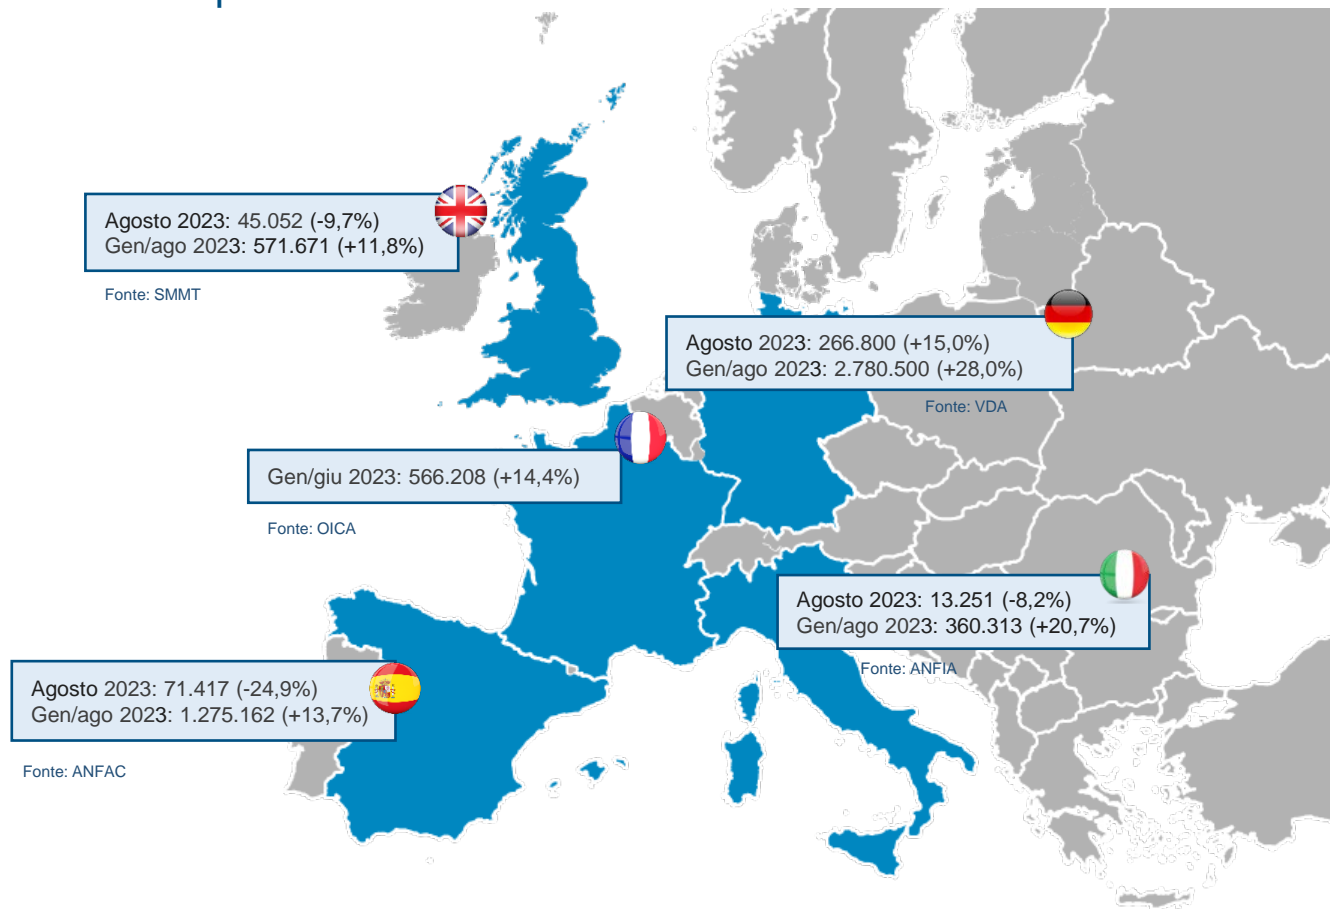 Agosto 2023: 45.052 (-9,7%)
Gen/ago 2023: 571.671 (+11,8%)
Fonte: SMMT
Agosto 2023: 266.800 (+15,0%)
Gen/ago 2023: 2.780.500 (+28,0%)
Fonte: VDA
Gen/giu 2023: 566.208 (+14,4%)
Fonte: OICA
Agosto 2023: 13.251 (-8,2%)
Gen/ago 2023: 360.313 (+20,7%)
Fonte: ANFIA
Agosto 2023: 71.417 (-24,9%)
Gen/ago 2023: 1.275.162 (+13,7%)
Fonte: ANFAC